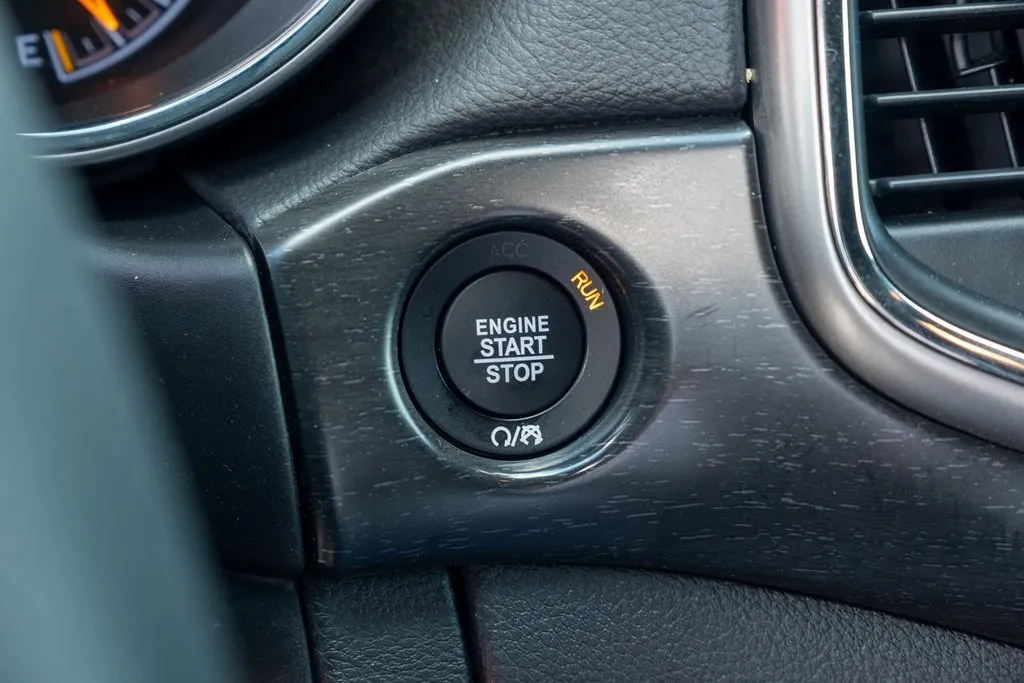 E
ACC
RUN
ENGINE
START
STOP